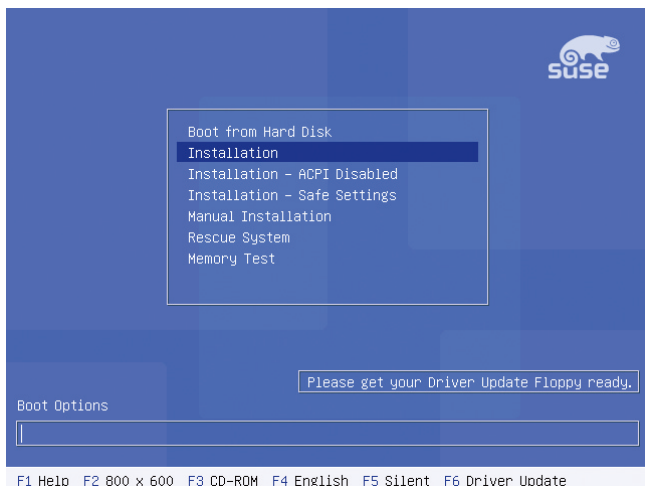 SUSE
Boot from Hard Disk
Installation
Installation - ACPI Disabled
Installation - Safe Settings
Manual Installation
Rescue System
Memory Test
Please get your Driver Update Floppy ready.
Boot Options
F1 Help F2 800 x 600 F3 CD-ROM F4 English F5 Silent F6 Driver Update